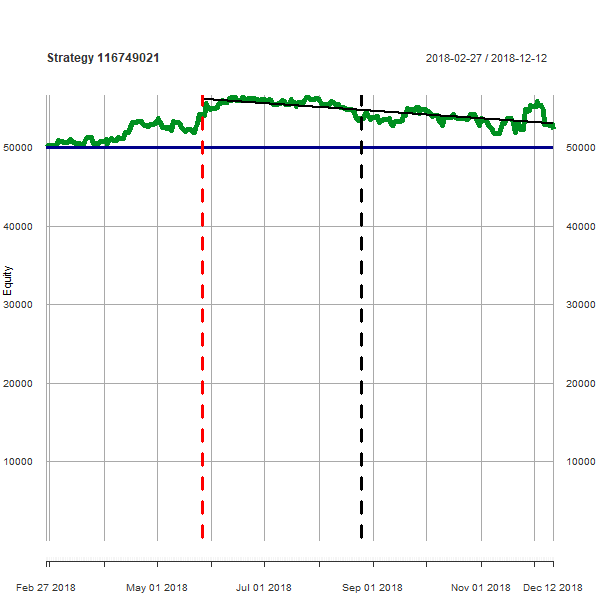 Strategy 116749021
2018-02-27 / 2018-12-12
50000
50000
40000
40000
Equity
30000
30000
20000
20000
10000
10000
Feb 27 2018
May 01 2018
Jul 01 2018
Sep 01 2018
Nov 01 2018
Dec 12 2018